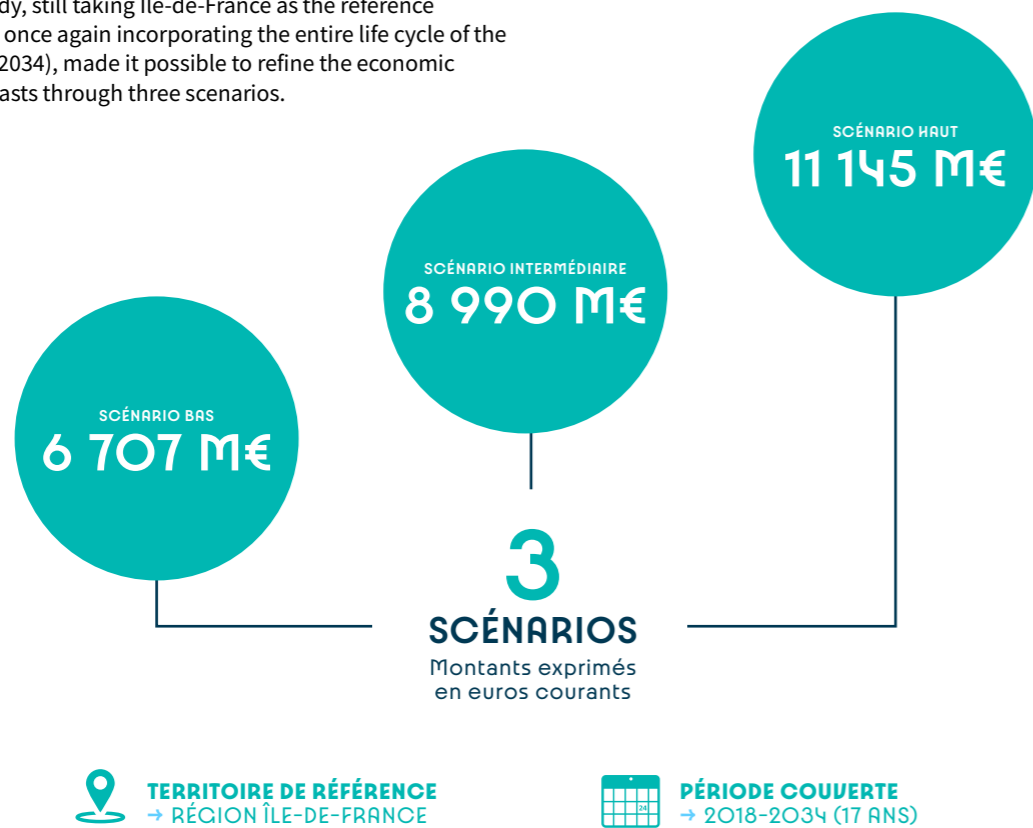 dy, still taking Île-de-France as the reference
once again incorporating the entire life cycle of the
2034), made it possible to refine the economic
asts through three scenarios.
SCÉNARIO HAUT
11 145 M€
SCÉNARIO INTERMÉDIAIRE
8 990 M€
SCÉNARIO BAS
6 707 M€
3
SCÉNARIOS
Montants exprimés
en euros courants
TERRITOIRE DE RÉFÉRENCE
→ RÉGION ÎLE-DE-FRANCE
24
PÉRIODE COUVERTE
→ 2018-2034 (17 ANS)